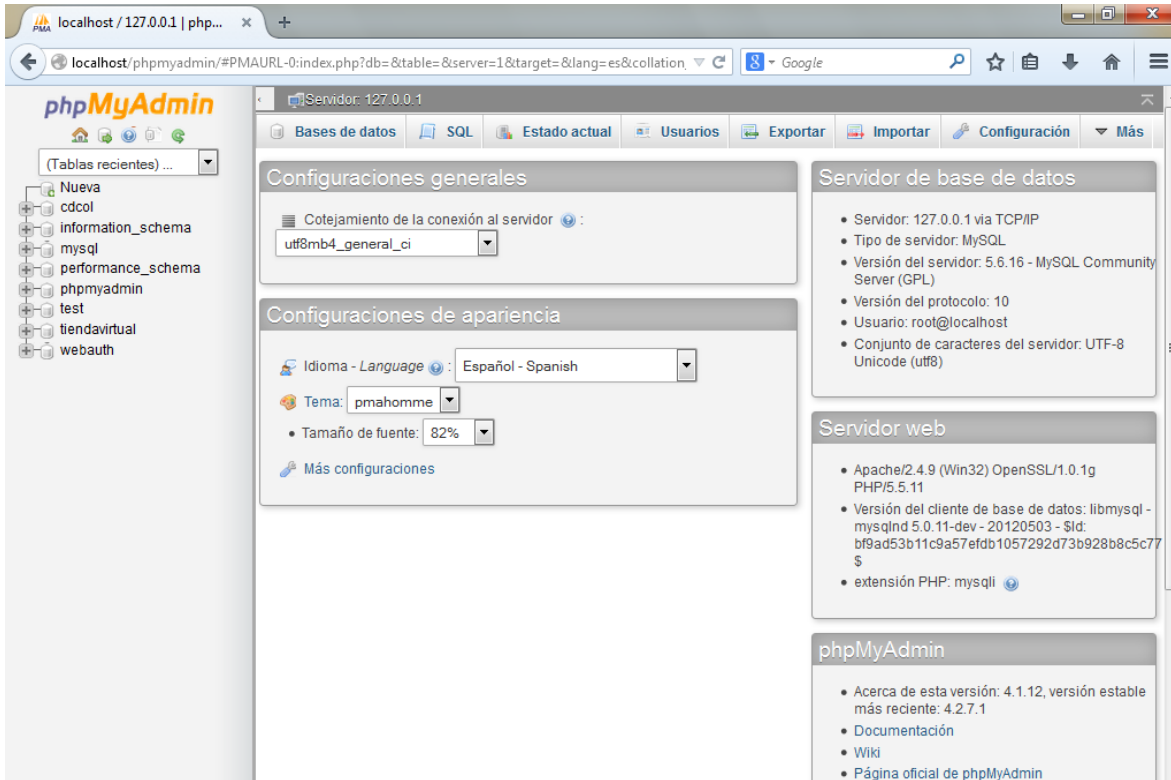 localhost / 127.0.0.1 | php...
localhost/phpmyadmin/#PMAURL-0:index.php?db=&table=&server=1&target=&lang=es&collation
Google
phpMyAdmin
(Tablas recientes) ...
Nueva
cdcol
information_schema
mysql
performance_schema
phpmyadmin
test
tiendavirtual
webauth
Servidor: 127.0.0.1
Bases de datos
SQL
Estado actual
Usuarios
Exportar
Importar
Configuración
Más
Configuraciones generales
Cotejamiento de la conexión al servidor :
utf8mb4_general_ci
Configuraciones de apariencia
Idioma - Language : Español - Spanish
Tema: pmahomme
• Tamaño de fuente: 82%
Más configuraciones
Servidor de base de datos
• Servidor: 127.0.0.1 via TCP/IP
• Tipo de servidor: MySQL
• Versión del servidor: 5.6.16 - MySQL Community
Server (GPL)
• Versión del protocolo: 10
• Usuario: root@localhost
• Conjunto de caracteres del servidor: UTF-8
Unicode (utf8)
Servidor web
• Apache/2.4.9 (Win32) OpenSSL/1.0.1g
PHP/5.5.11
• Versión del cliente de base de datos: libmysql -
mysqlnd 5.0.11-dev - 20120503 - $Id:
bf9ad53b11c9a57efdb1057292d73b928b8c5c77
$
• extensión PHP: mysqli
phpMyAdmin
• Acerca de esta versión: 4.1.12, versión estable
más reciente: 4.2.7.1
• Documentación
• Wiki
• Página oficial de phpMyAdmin